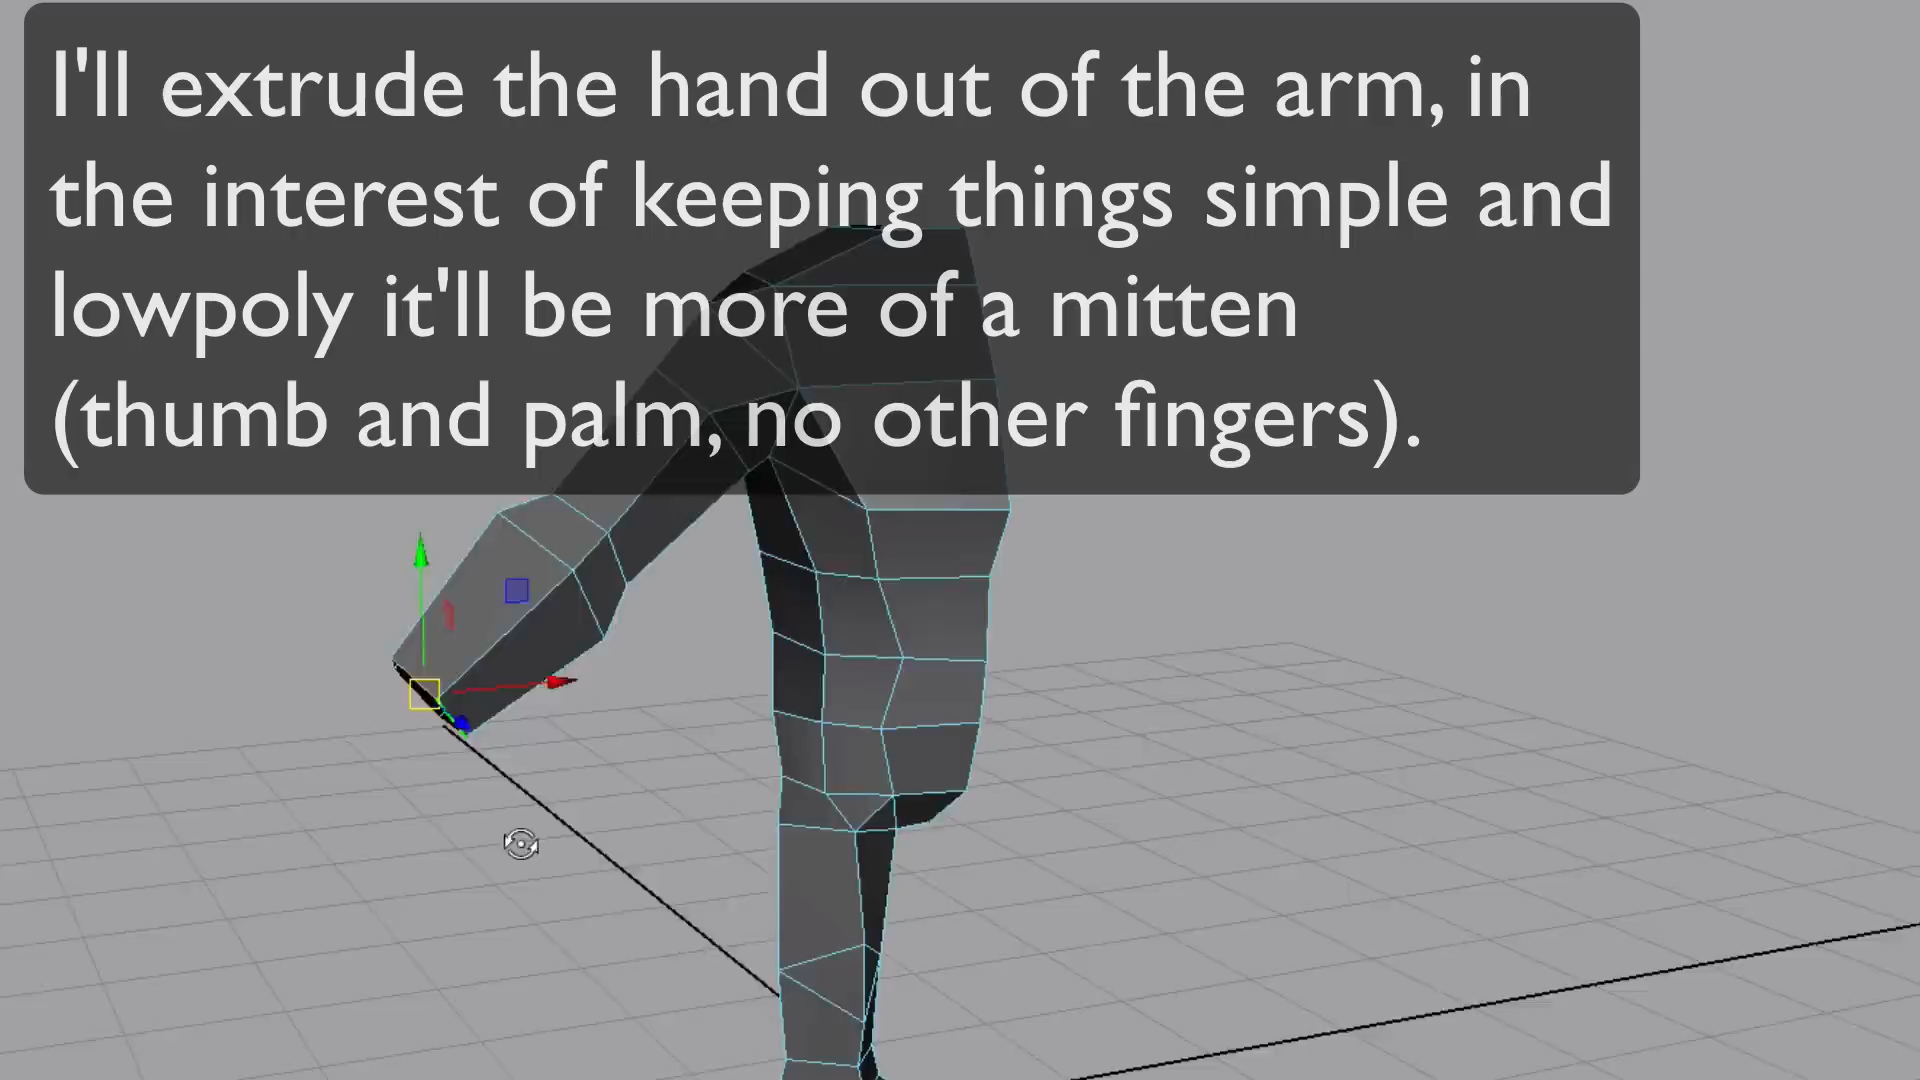 I'll extrude the hand out of the arm, in
the interest of keeping things simple and
lowpoly it'll be more of a mitten
(thumb and palm, no other fingers).